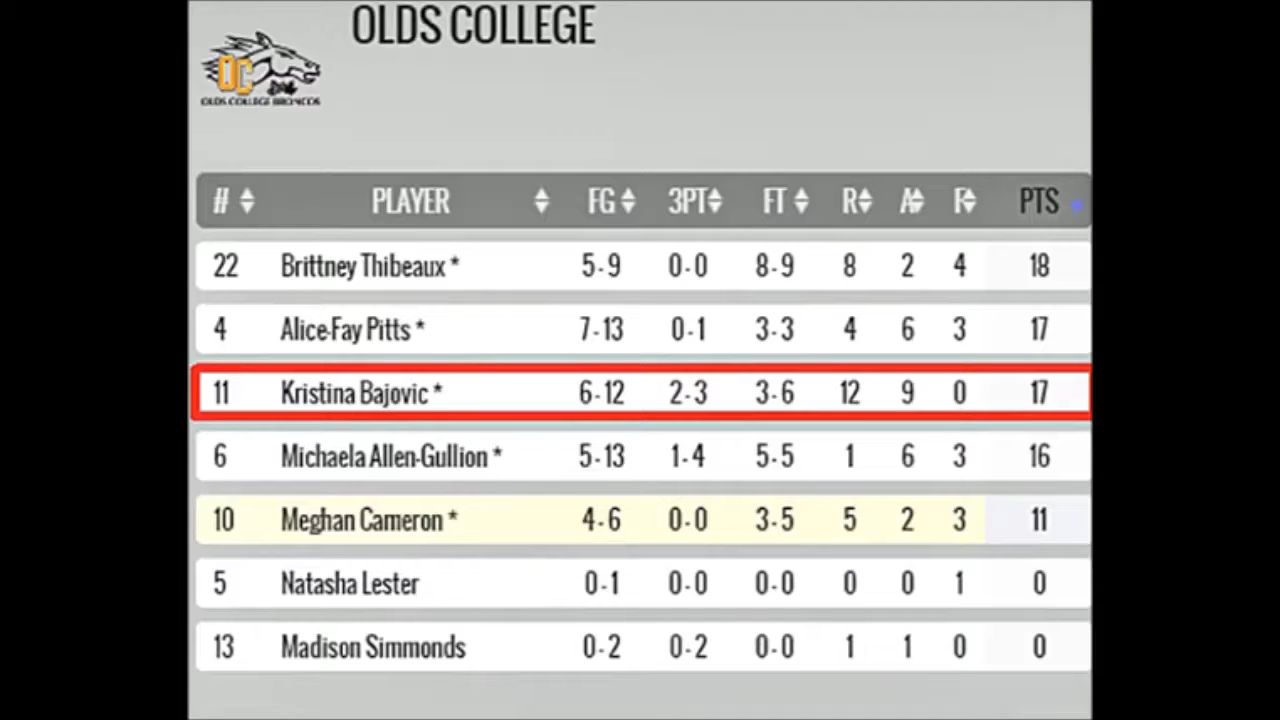 OLDS COLLEGE
OC
OLDS COLLEGE BRONCOS
# PLAYER FG 3PT FT R A F PTS
22 Brittney Thibeaux * 5-9 0-0 8-9 8 2 4 18
4 Alice-Fay Pitts * 7-13 0-1 3-3 4 6 3 17
11 Kristina Bajovic * 6-12 2-3 3-6 12 9 0 17
6 Michaela Allen-Gullion * 5-13 1-4 5-5 1 6 3 16
10 Meghan Cameron * 4-6 0-0 3-5 5 2 3 11
5 Natasha Lester 0-1 0-0 0-0 0 0 1 0
13 Madison Simmonds 0-2 0-2 0-0 1 1 0 0